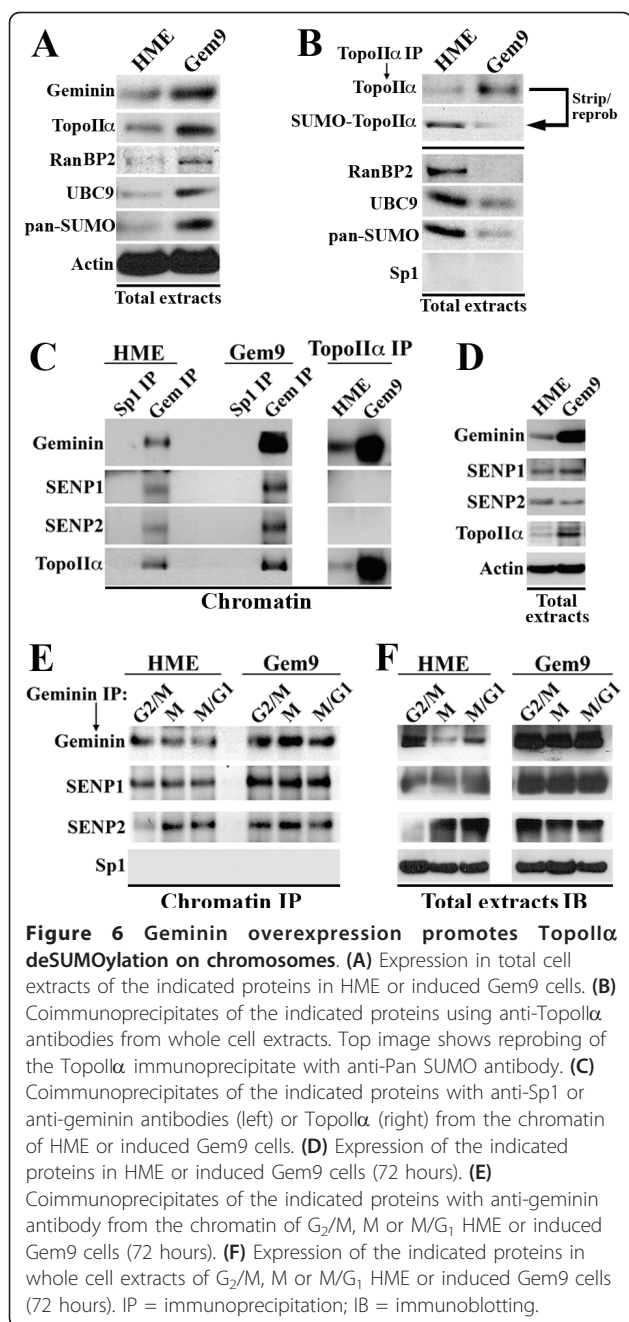 A
HME
Gem9
Geminin
TopoIIα
RanBP2
UBC9
pan-SUMO
Actin
Total extracts
B
HME
Gem9
TopoIIα IP
TopoIIα
Strip/
reprob
SUMO-TopoIIα
RanBP2
UBC9
pan-SUMO
Sp1
Total extracts
C
HME
Gem9
TopoIIα IP
Sp1 IP
Gem IP
Sp1 IP
Gem IP
HME
Gem9
Geminin
SENP1
SENP2
TopoIIα
Chromatin
D
HME
Gem9
Geminin
SENP1
SENP2
TopoIIα
Actin
Total
extracts
E
HME
Gem9
Geminin IP:
G2/M
M
M/G1
G2/M
M
M/G1
Geminin
SENP1
SENP2
Sp1
Chromatin IP
F
HME
Gem9
G2/M
M
M/G1
G2/M
M
M/G1
Total extracts IB
Figure 6 Geminin overexpression promotes TopoIIα
deSUMOylation on chromosomes. (A) Expression in total cell
extracts of the indicated proteins in HME or induced Gem9 cells. (B)
Coimmunoprecipitates of the indicated proteins using anti-TopoIIα
antibodies from whole cell extracts. Top image shows reprobing of
the TopoIIα immunoprecipitate with anti-Pan SUMO antibody. (C)
Coimmunoprecipitates of the indicated proteins with anti-Sp1 or
anti-geminin antibodies (left) or TopoIIα (right) from the chromatin
of HME or induced Gem9 cells. (D) Expression of the indicated
proteins in HME or induced Gem9 cells (72 hours). (E)
Coimmunoprecipitates of the indicated proteins with anti-geminin
antibody from the chromatin of G₂/M, M or M/G₁ HME or induced
Gem9 cells (72 hours). (F) Expression of the indicated proteins in
whole cell extracts of G₂/M, M or M/G₁ HME or induced Gem9 cells
(72 hours). IP = immunoprecipitation; IB = immunoblotting.